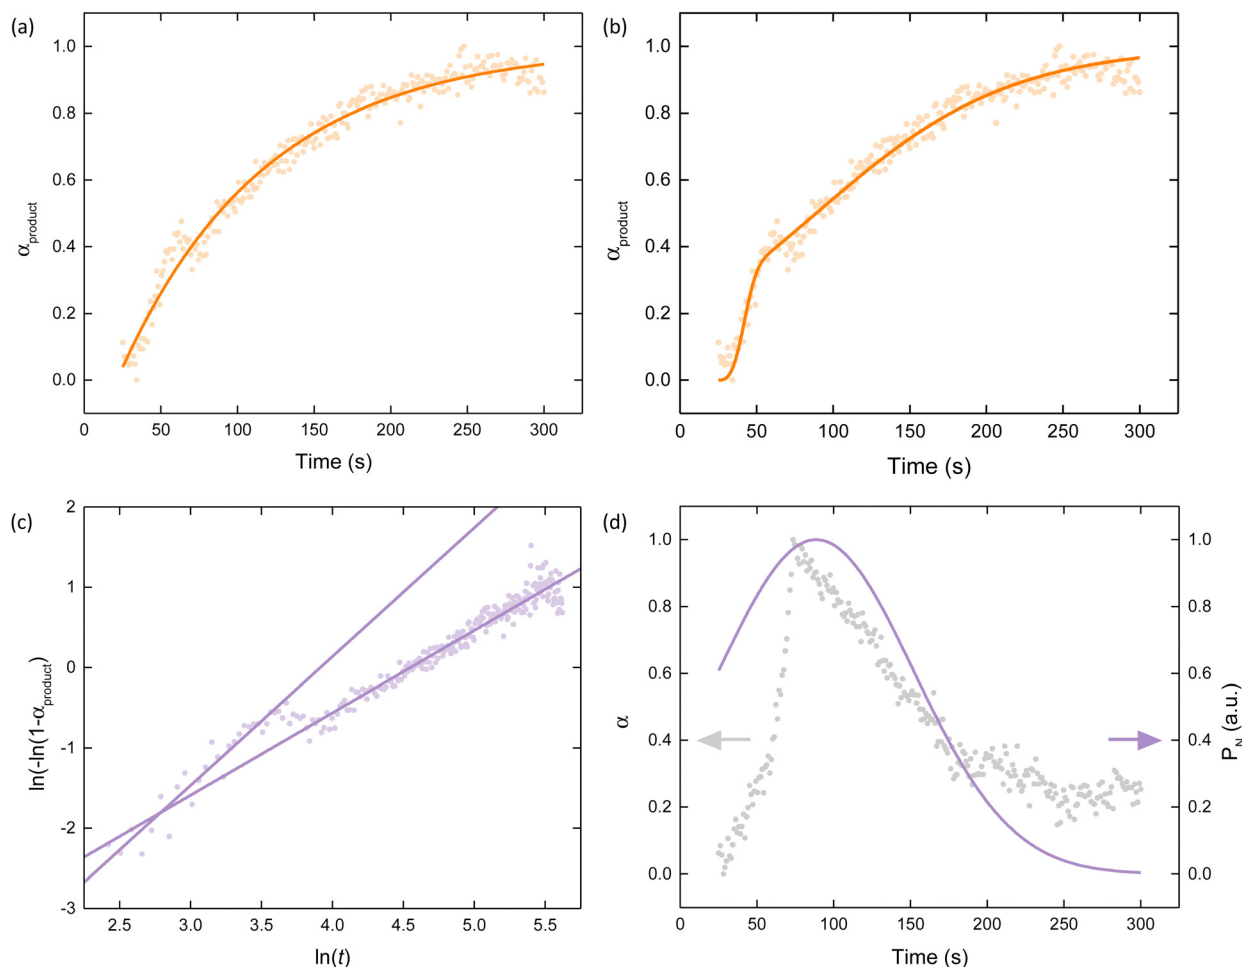 (a)
1.0
0.8
0.6
0.4
0.2
0.0
αproduct
0 50 100 150 200 250 300
Time (s)
(b)
1.0
0.8
0.6
0.4
0.2
0.0
αproduct
0 50 100 150 200 250 300
Time (s)
(c)
2
1
0
-1
-2
-3
ln(-ln(1-αproduct))
2.5 3.0 3.5 4.0 4.5 5.0 5.5
ln(t)
(d)
1.0
0.8
0.6
0.4
0.2
0.0
α
1.0
0.8
0.6
0.4
0.2
0.0
PN (a.u.)
0 50 100 150 200 250 300
Time (s)